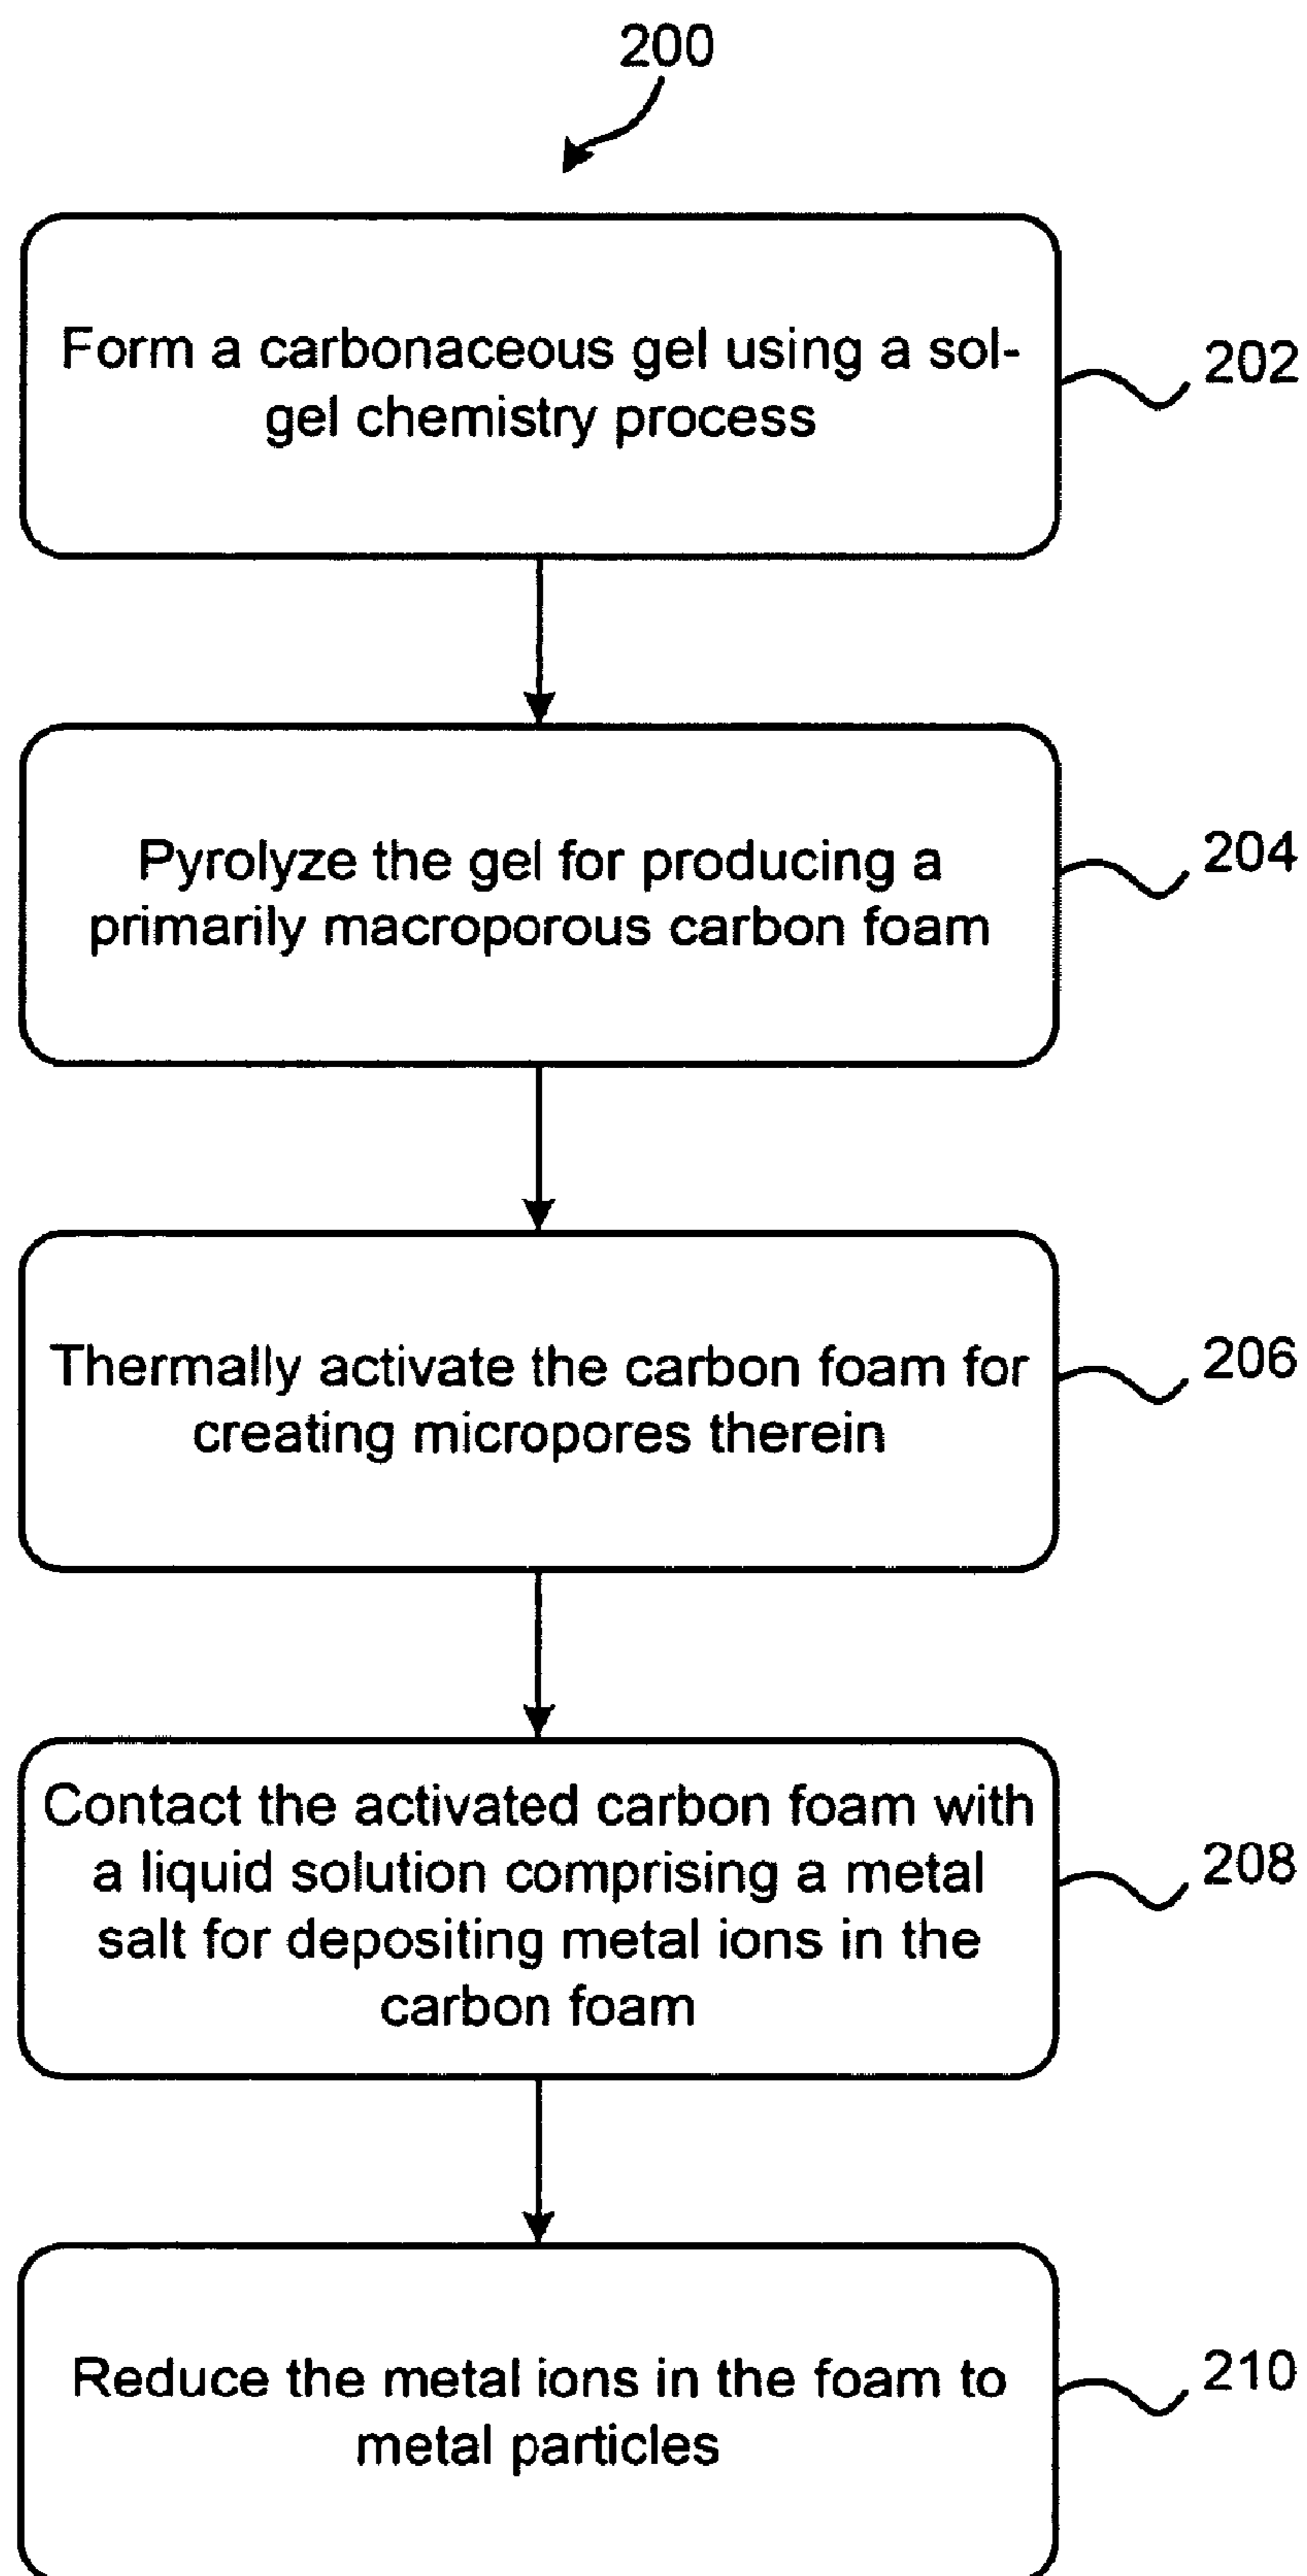 200
Form a carbonaceous gel using a sol-
gel chemistry process
202
Pyrolyze the gel for producing a
primarily macroporous carbon foam
204
Thermally activate the carbon foam for
creating micropores therein
206
Contact the activated carbon foam with
a liquid solution comprising a metal
salt for depositing metal ions in the
carbon foam
208
Reduce the metal ions in the foam to
metal particles
210